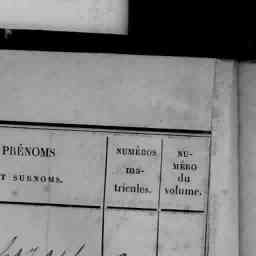 PRÉNOMS
T SURNOMS.
NUMÉROS
ma-
tricules.
NU-
MÉRO
du
volume.